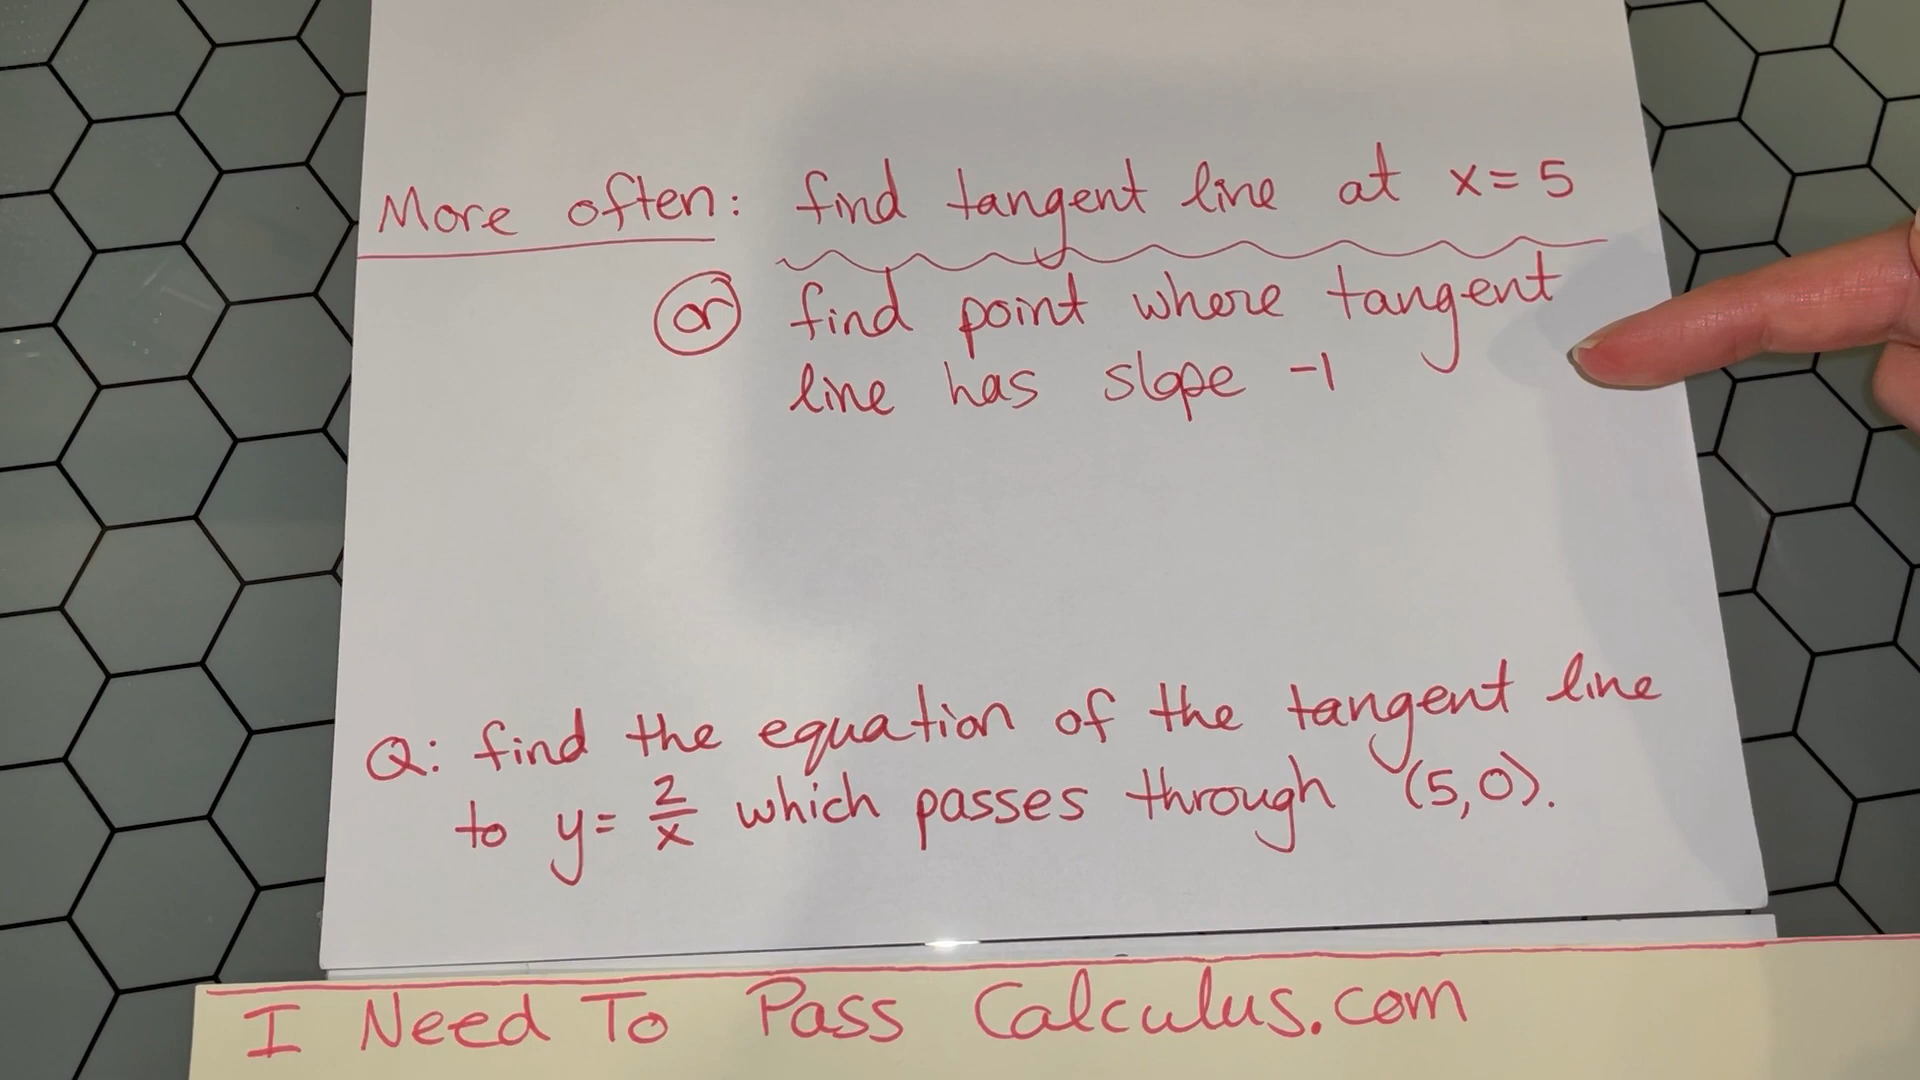 More often: find tangent line at x=5
or find point where tangent
line has slope -1
Q: find the equation of the tangent line
to y= 2/x which passes through (5,0).
I Need To Pass Calculus.com